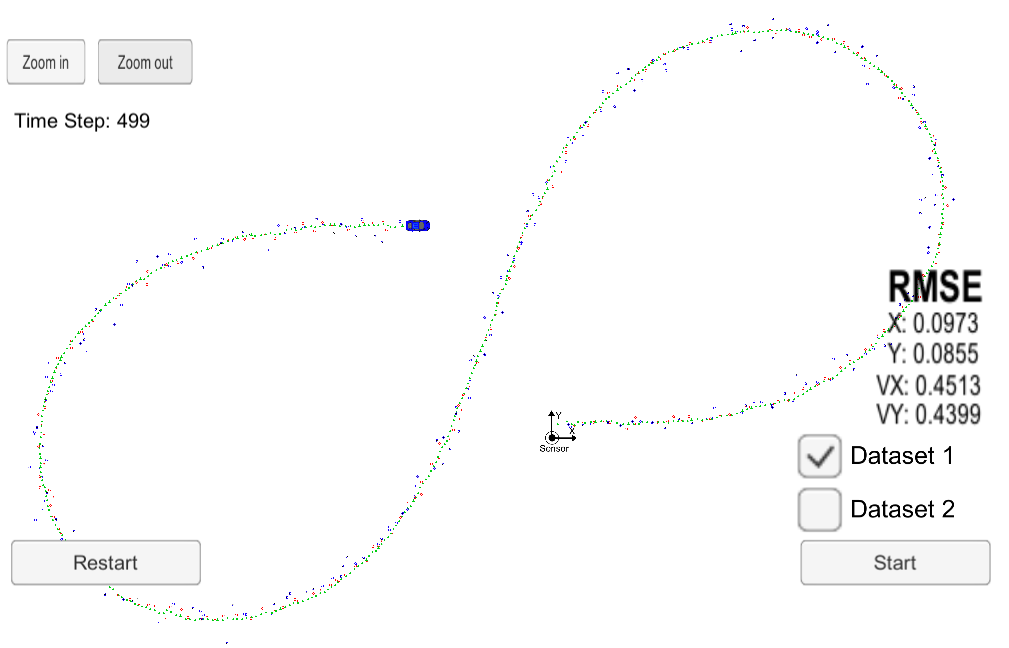 Zoom in
Zoom out
Time Step: 499
RMSE
X: 0.0973
Y: 0.0855
VX: 0.4513
VY: 0.4399
Y
X
Sensor
Dataset 1
Dataset 2
Restart
Start